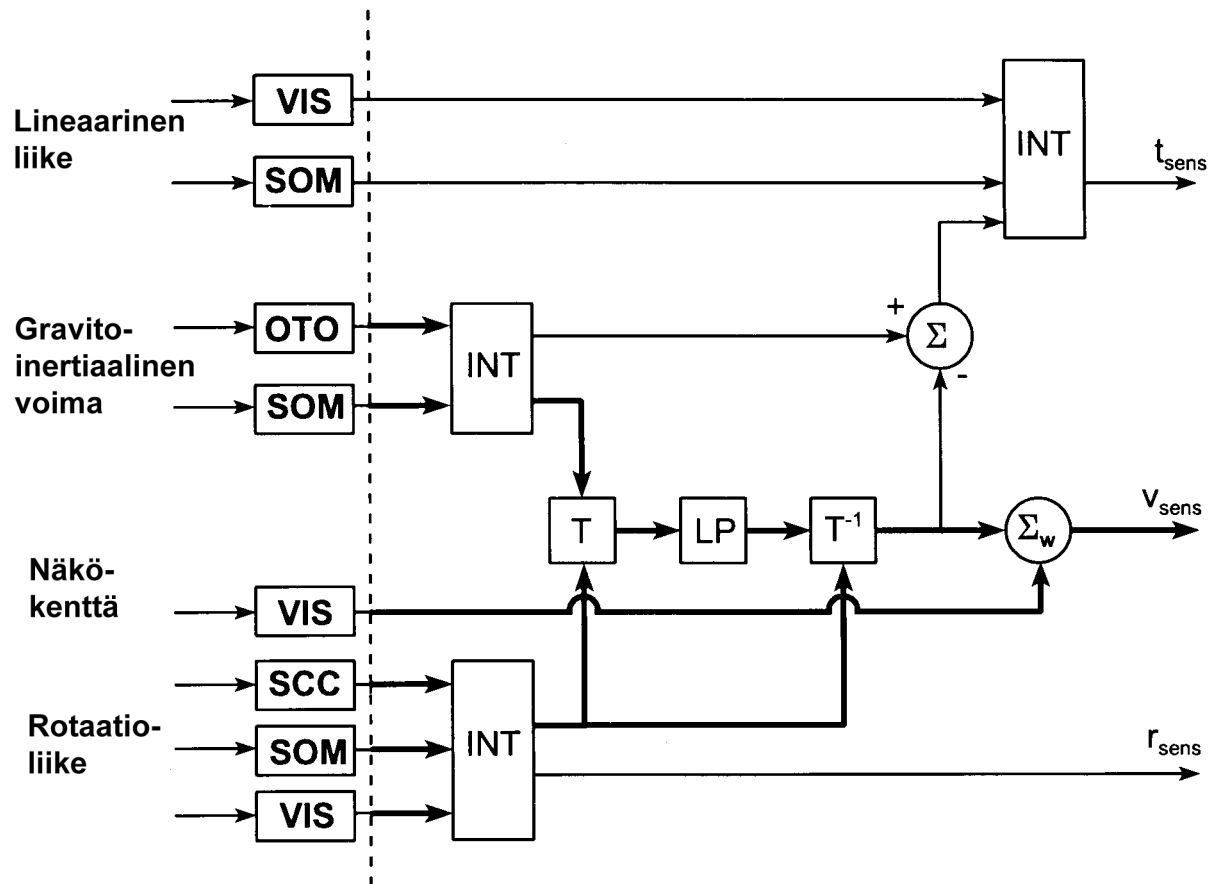 Lineaarinen
liike
VIS
SOM
INT
t_sens
Gravito-
inertiaalinen
voima
OTO
SOM
INT
+
Σ
-
T
LP
T⁻¹
Σ_w
v_sens
Näkö-
kenttä
VIS
Rotaatio-
liike
SCC
SOM
VIS
INT
r_sens